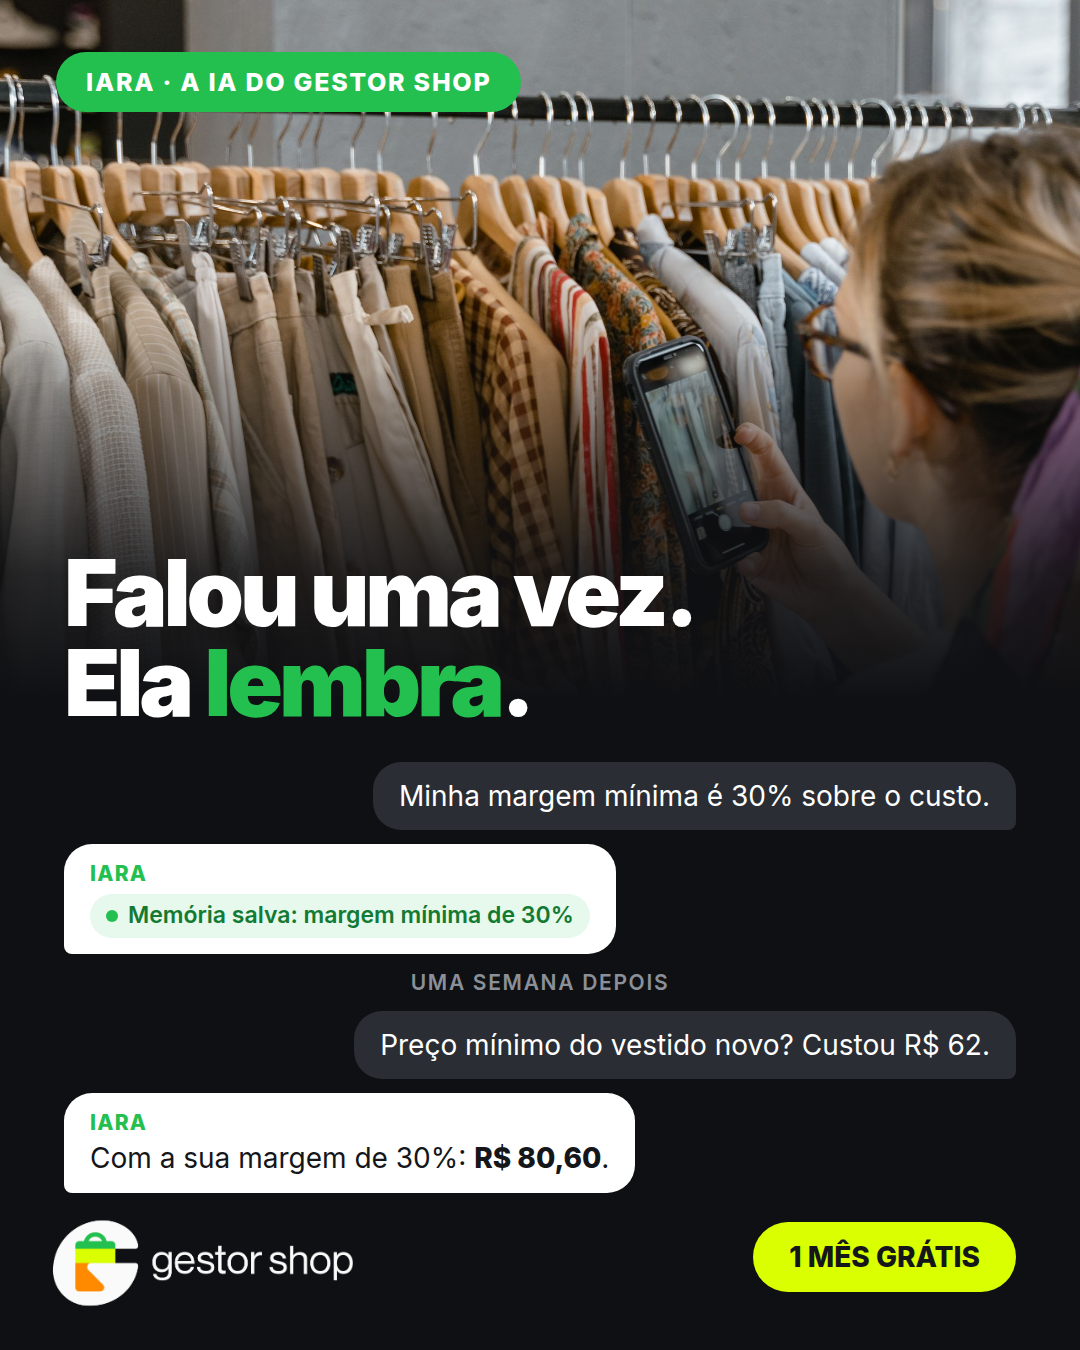 IARA · A IA DO GESTOR SHOP
Falou uma vez.
Ela lembra.
Minha margem mínima é 30% sobre o custo.
IARA
Memória salva: margem mínima de 30%
UMA SEMANA DEPOIS
Preço mínimo do vestido novo? Custou R$ 62.
IARA
Com a sua margem de 30%: R$ 80,60.
gestor shop
1 MÊS GRÁTIS